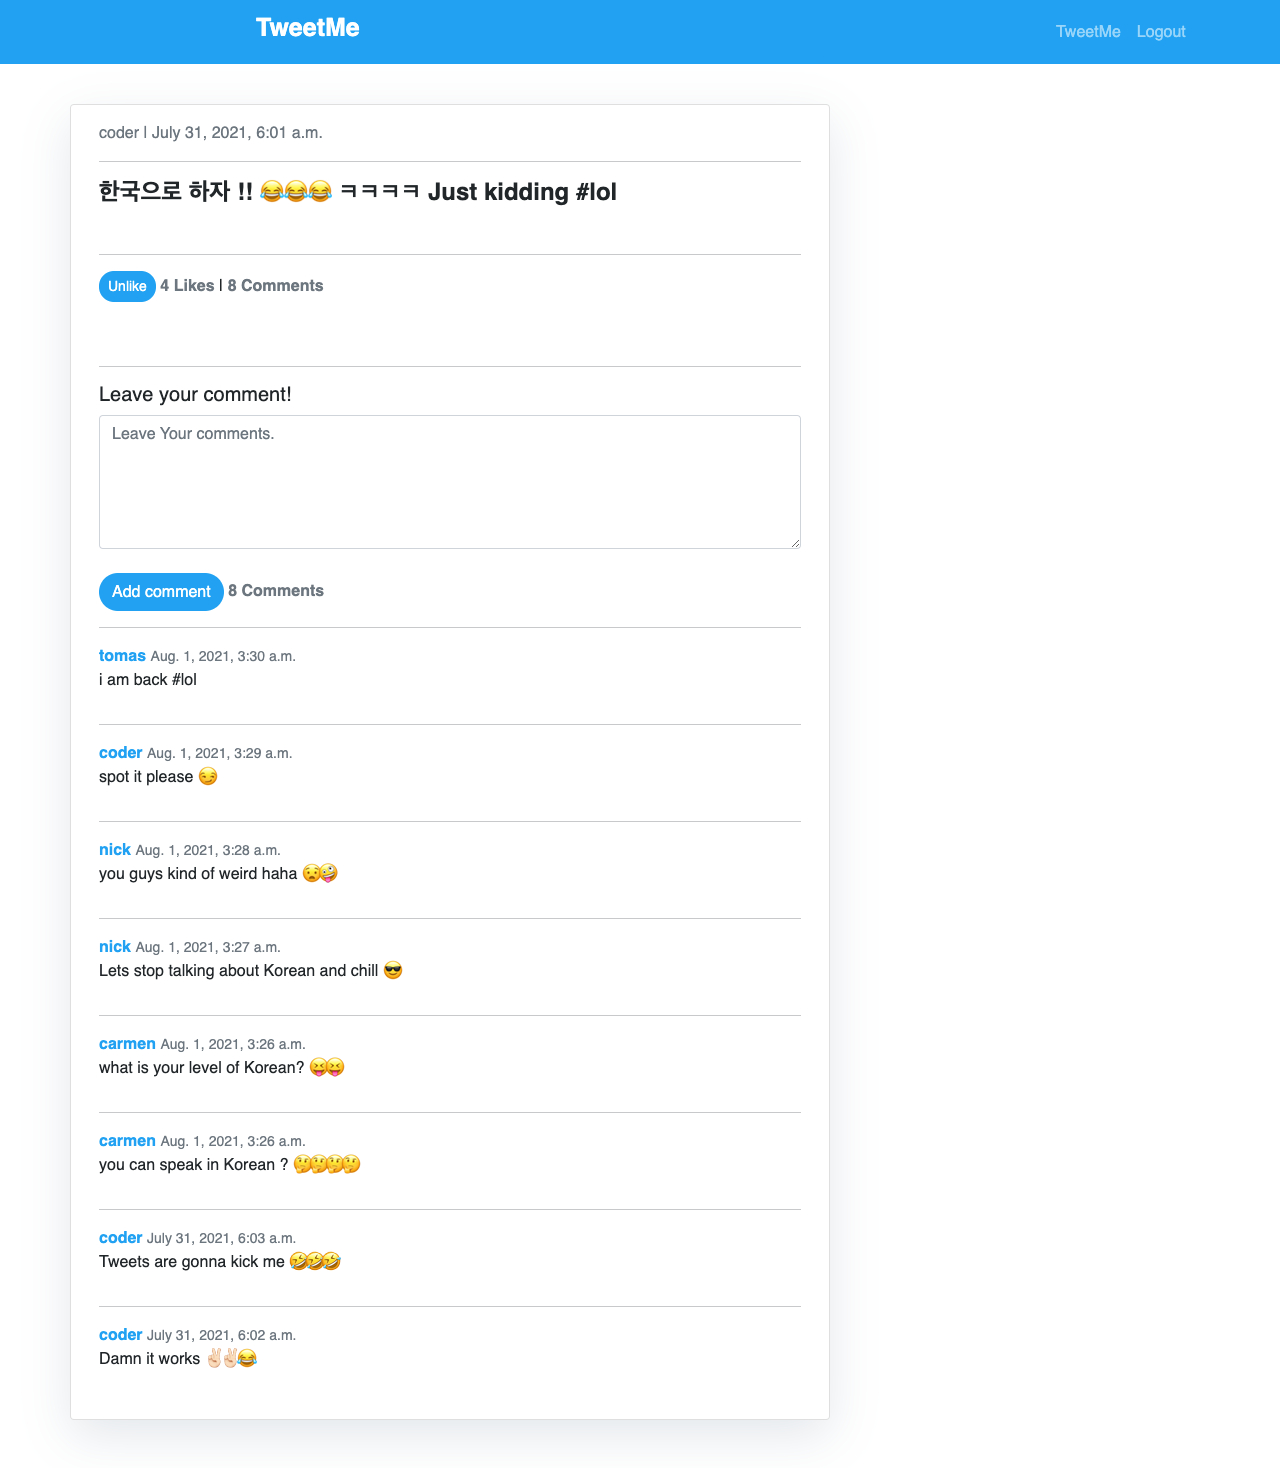 TweetMe
TweetMe Logout
coder | July 31, 2021, 6:01 a.m.
한국으로 하자 !! 😂😂😂 ㅋㅋㅋㅋ Just kidding #lol
Unlike 4 Likes | 8 Comments
Leave your comment!
Leave Your comments.
Add comment 8 Comments
tomas Aug. 1, 2021, 3:30 a.m.
i am back #lol
coder Aug. 1, 2021, 3:29 a.m.
spot it please 😏
nick Aug. 1, 2021, 3:28 a.m.
you guys kind of weird haha 😧🤪
nick Aug. 1, 2021, 3:27 a.m.
Lets stop talking about Korean and chill 😎
carmen Aug. 1, 2021, 3:26 a.m.
what is your level of Korean? 😝😝
carmen Aug. 1, 2021, 3:26 a.m.
you can speak in Korean ? 🤔🤔🤔🤔
coder July 31, 2021, 6:03 a.m.
Tweets are gonna kick me 🤣🤣🤣
coder July 31, 2021, 6:02 a.m.
Damn it works ✌🏻✌🏻😂